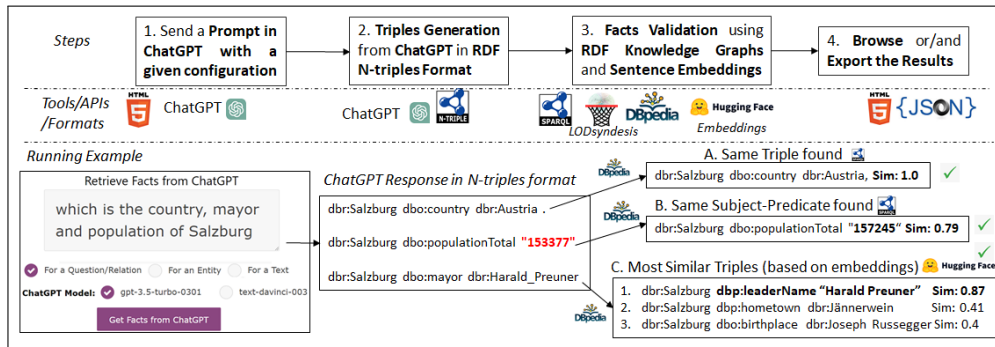 Steps
1. Send a Prompt in
ChatGPT with a
given configuration
2. Triples Generation
from ChatGPT in RDF
N-triples Format
3. Facts Validation using
RDF Knowledge Graphs
and Sentence Embeddings
4. Browse or/and
Export the Results
Tools/APIs
/Formats
HTML
5
ChatGPT
ChatGPT
N-TRIPLE
SPARQL
LODsyndesis
DBpedia
Hugging Face
Embeddings
HTML
5
{JSON}
Running Example
Retrieve Facts from ChatGPT
which is the country, mayor
and population of Salzburg
For a Question/Relation
For an Entity
For a Text
ChatGPT Model:
gpt-3.5-turbo-0301
text-davinci-003
Get Facts from ChatGPT
ChatGPT Response in N-triples format
dbr:Salzburg dbo:country dbr:Austria .
dbr:Salzburg dbo:populationTotal "153377"
dbr:Salzburg dbo:mayor dbr:Harald_Preuner
DBpedia
A. Same Triple found
SPARQL
dbr:Salzburg dbo:country dbr:Austria, Sim: 1.0
DBpedia
B. Same Subject-Predicate found
SPARQL
dbr:Salzburg dbo:populationTotal "157245" Sim: 0.79
DBpedia
C. Most Similar Triples (based on embeddings)
Hugging Face
1. dbr:Salzburg dbp:leaderName “Harald Preuner” Sim: 0.87
2. dbr:Salzburg dbp:hometown dbr:Jännerwein Sim: 0.41
3. dbr:Salzburg dbo:birthplace dbr:Joseph Russegger Sim: 0.4